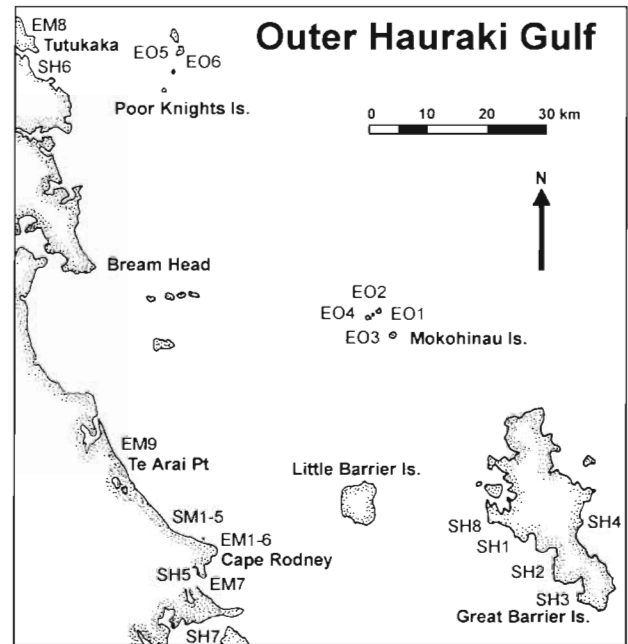 Outer Hauraki Gulf
EM8
Tutukaka
SH6
EO5
EO6
Poor Knights Is.
0 10 20 30 km
N
Bream Head
EO2
EO4 EO1
EO3 Mokohinau Is.
EM9
Te Arai Pt
Little Barrier Is.
SM1-5
EM1-6
Cape Rodney
SH5
EM7
SH7
SH8
SH4
SH1
SH2
SH3
Great Barrier Is.